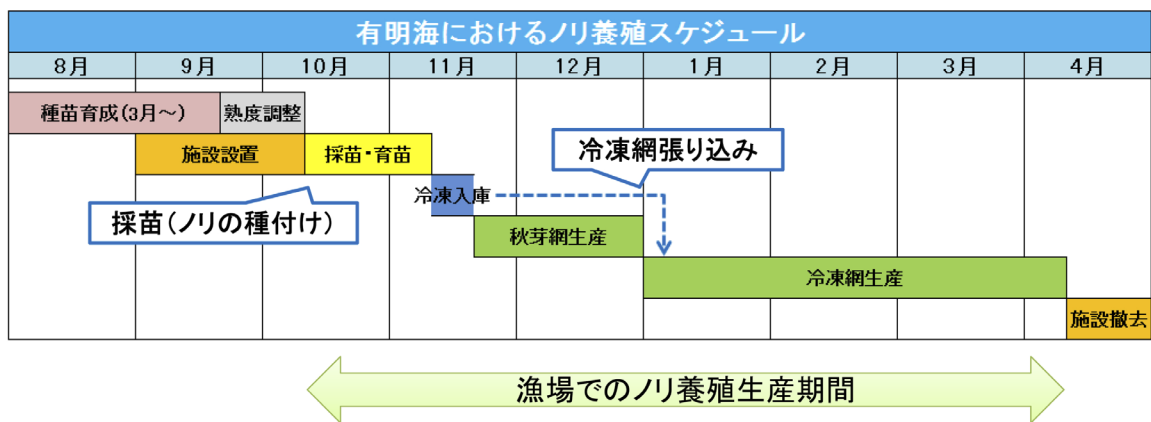 有明海におけるノリ養殖スケジュール
8月 9月 10月 11月 12月 1月 2月 3月 4月
種苗育成(3月～) 熟度調整
施設設置 採苗・育苗
冷凍網張り込み
冷凍入庫
採苗(ノリの種付け)
秋芽網生産
冷凍網生産
施設撤去
漁場でのノリ養殖生産期間